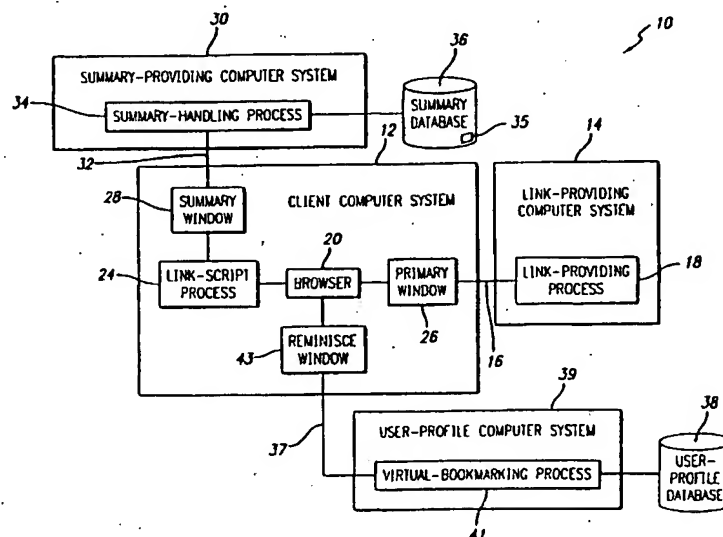 30
36
10
SUMMARY-PROVIDING COMPUTER SYSTEM
34
SUMMARY-HANDLING PROCESS
SUMMARY
DATABASE
35
32
12
14
28
SUMMARY
WINDOW
CLIENT COMPUTER SYSTEM
LINK-PROVIDING
COMPUTER SYSTEM
24
LINK-SCRIPT
PROCESS
20
BROWSER
PRIMARY
WINDOW
26
16
LINK-PROVIDING
PROCESS
18
43
REMINISCE
WINDOW
37
39
38
USER-PROFILE COMPUTER SYSTEM
VIRTUAL-BOOKMARKING PROCESS
USER-
PROFILE
DATABASE
41